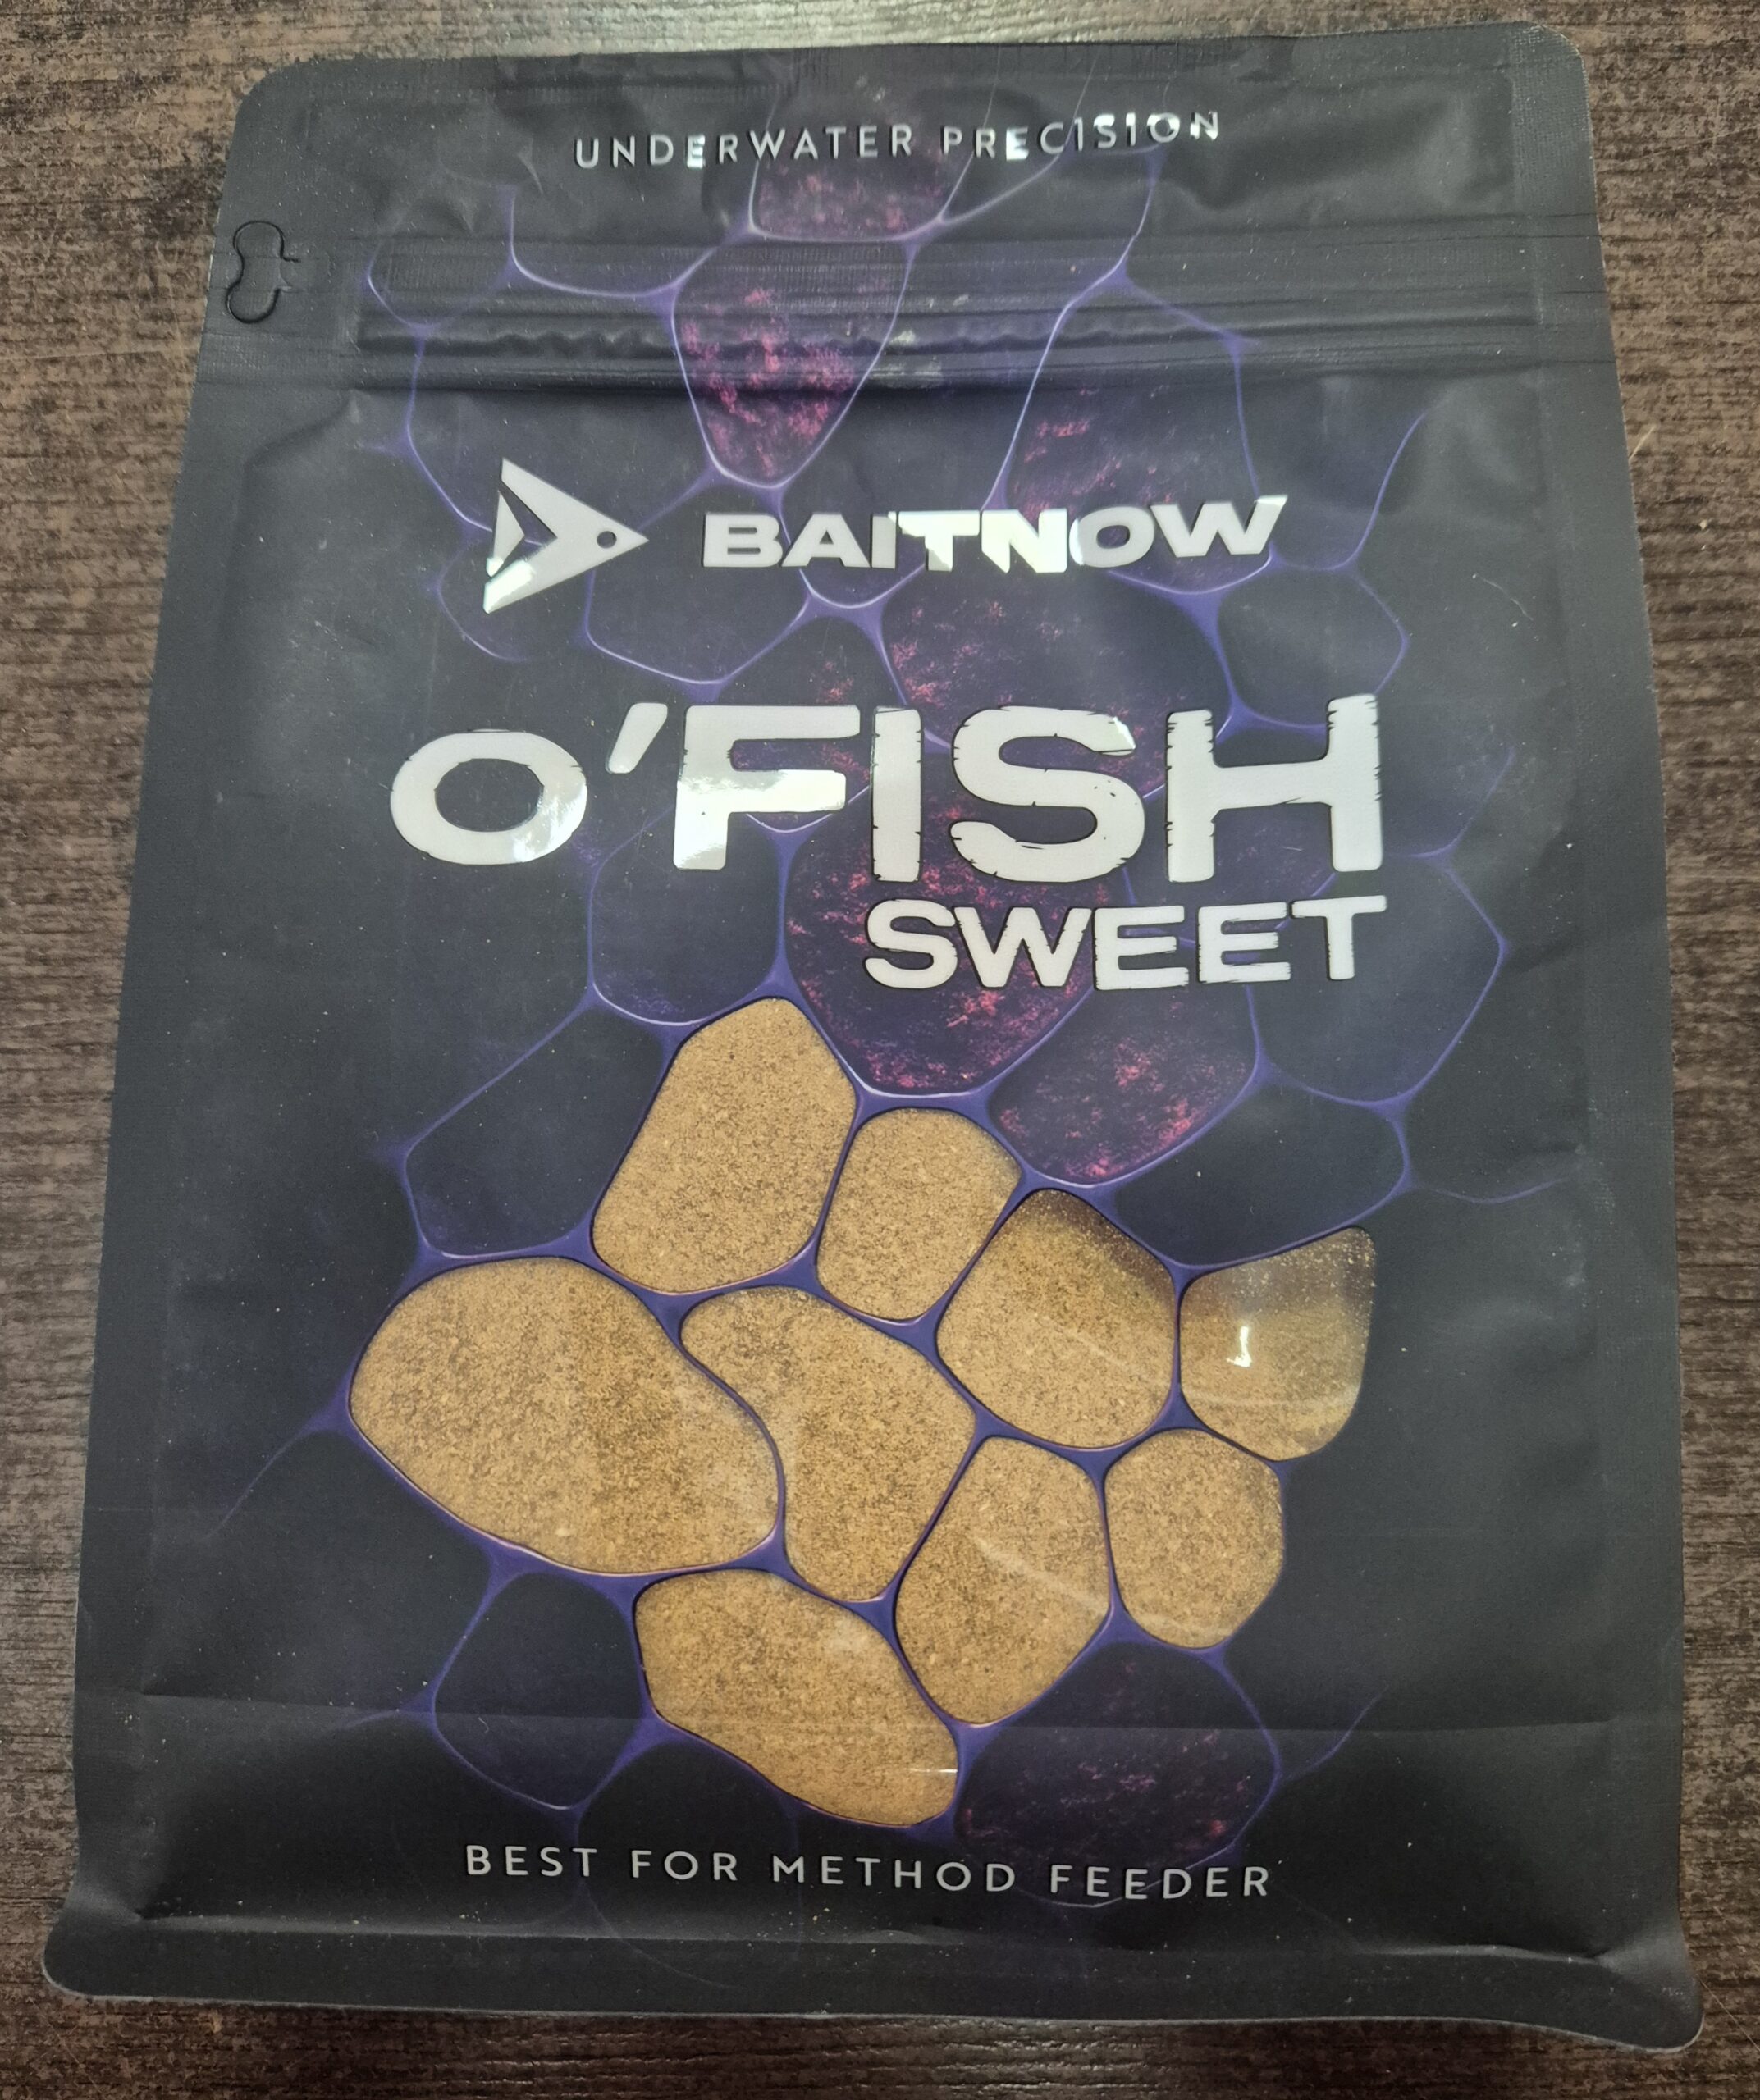 UNDERWATER PRECISION
BAITNOW
O'FISH
SWEET
BEST FOR METHOD FEEDER